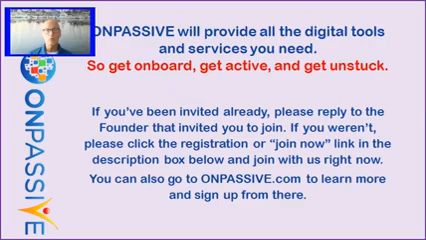 ONPASSIVE will provide all the digital tools
and services you need.
So get onboard, get active, and get unstuck.
ONPASSIVE
If you've been invited already, please reply to the
Founder that invited you to join. If you weren't,
please click the registration or “join now” link in the
description box below and join with us right now.
You can also go to ONPASSIVE.com to learn more
and sign up from there.